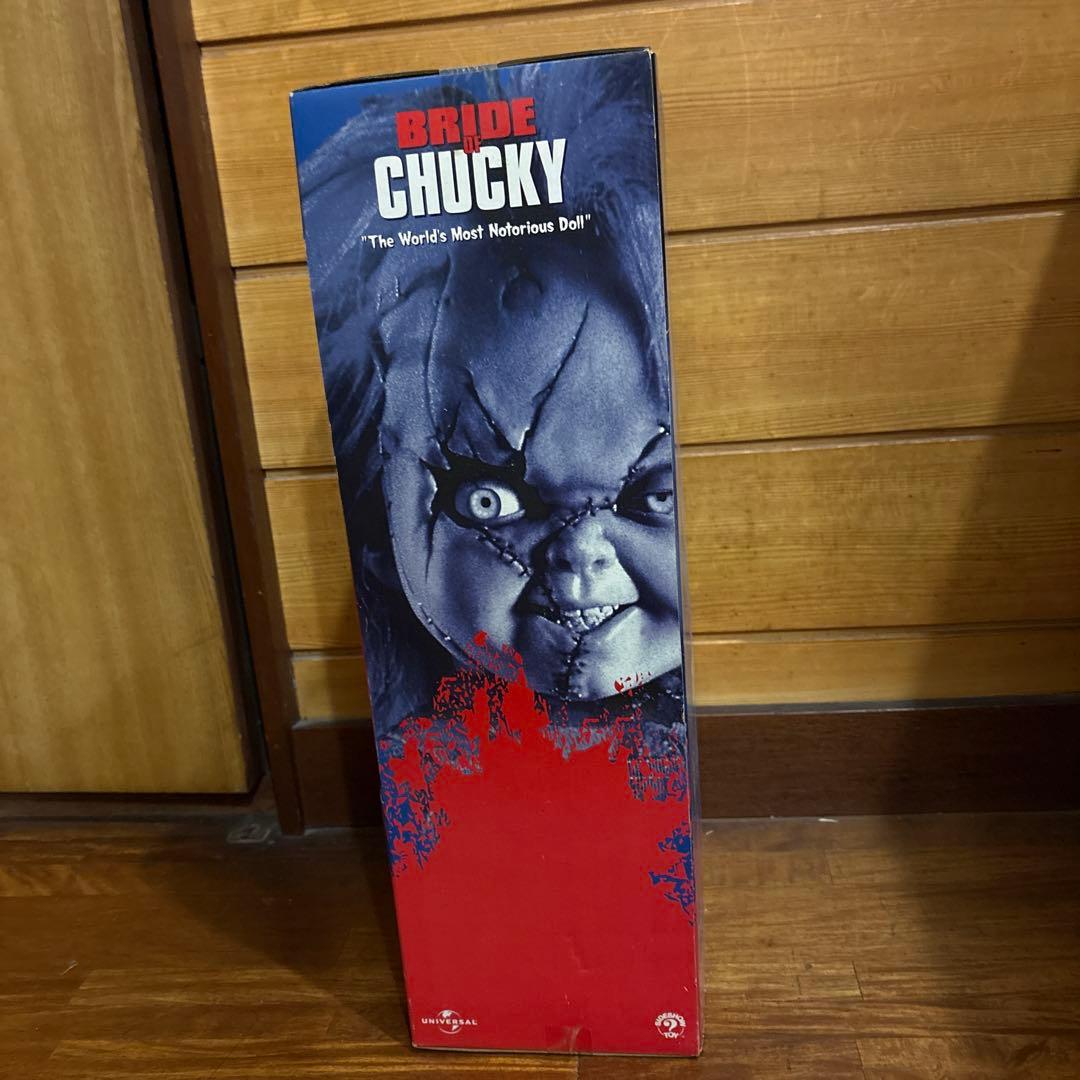 BRIDE
OF
CHUCKY
"The World's Most Notorious Doll"
UNIVERSAL
SIDESHOW
TOY